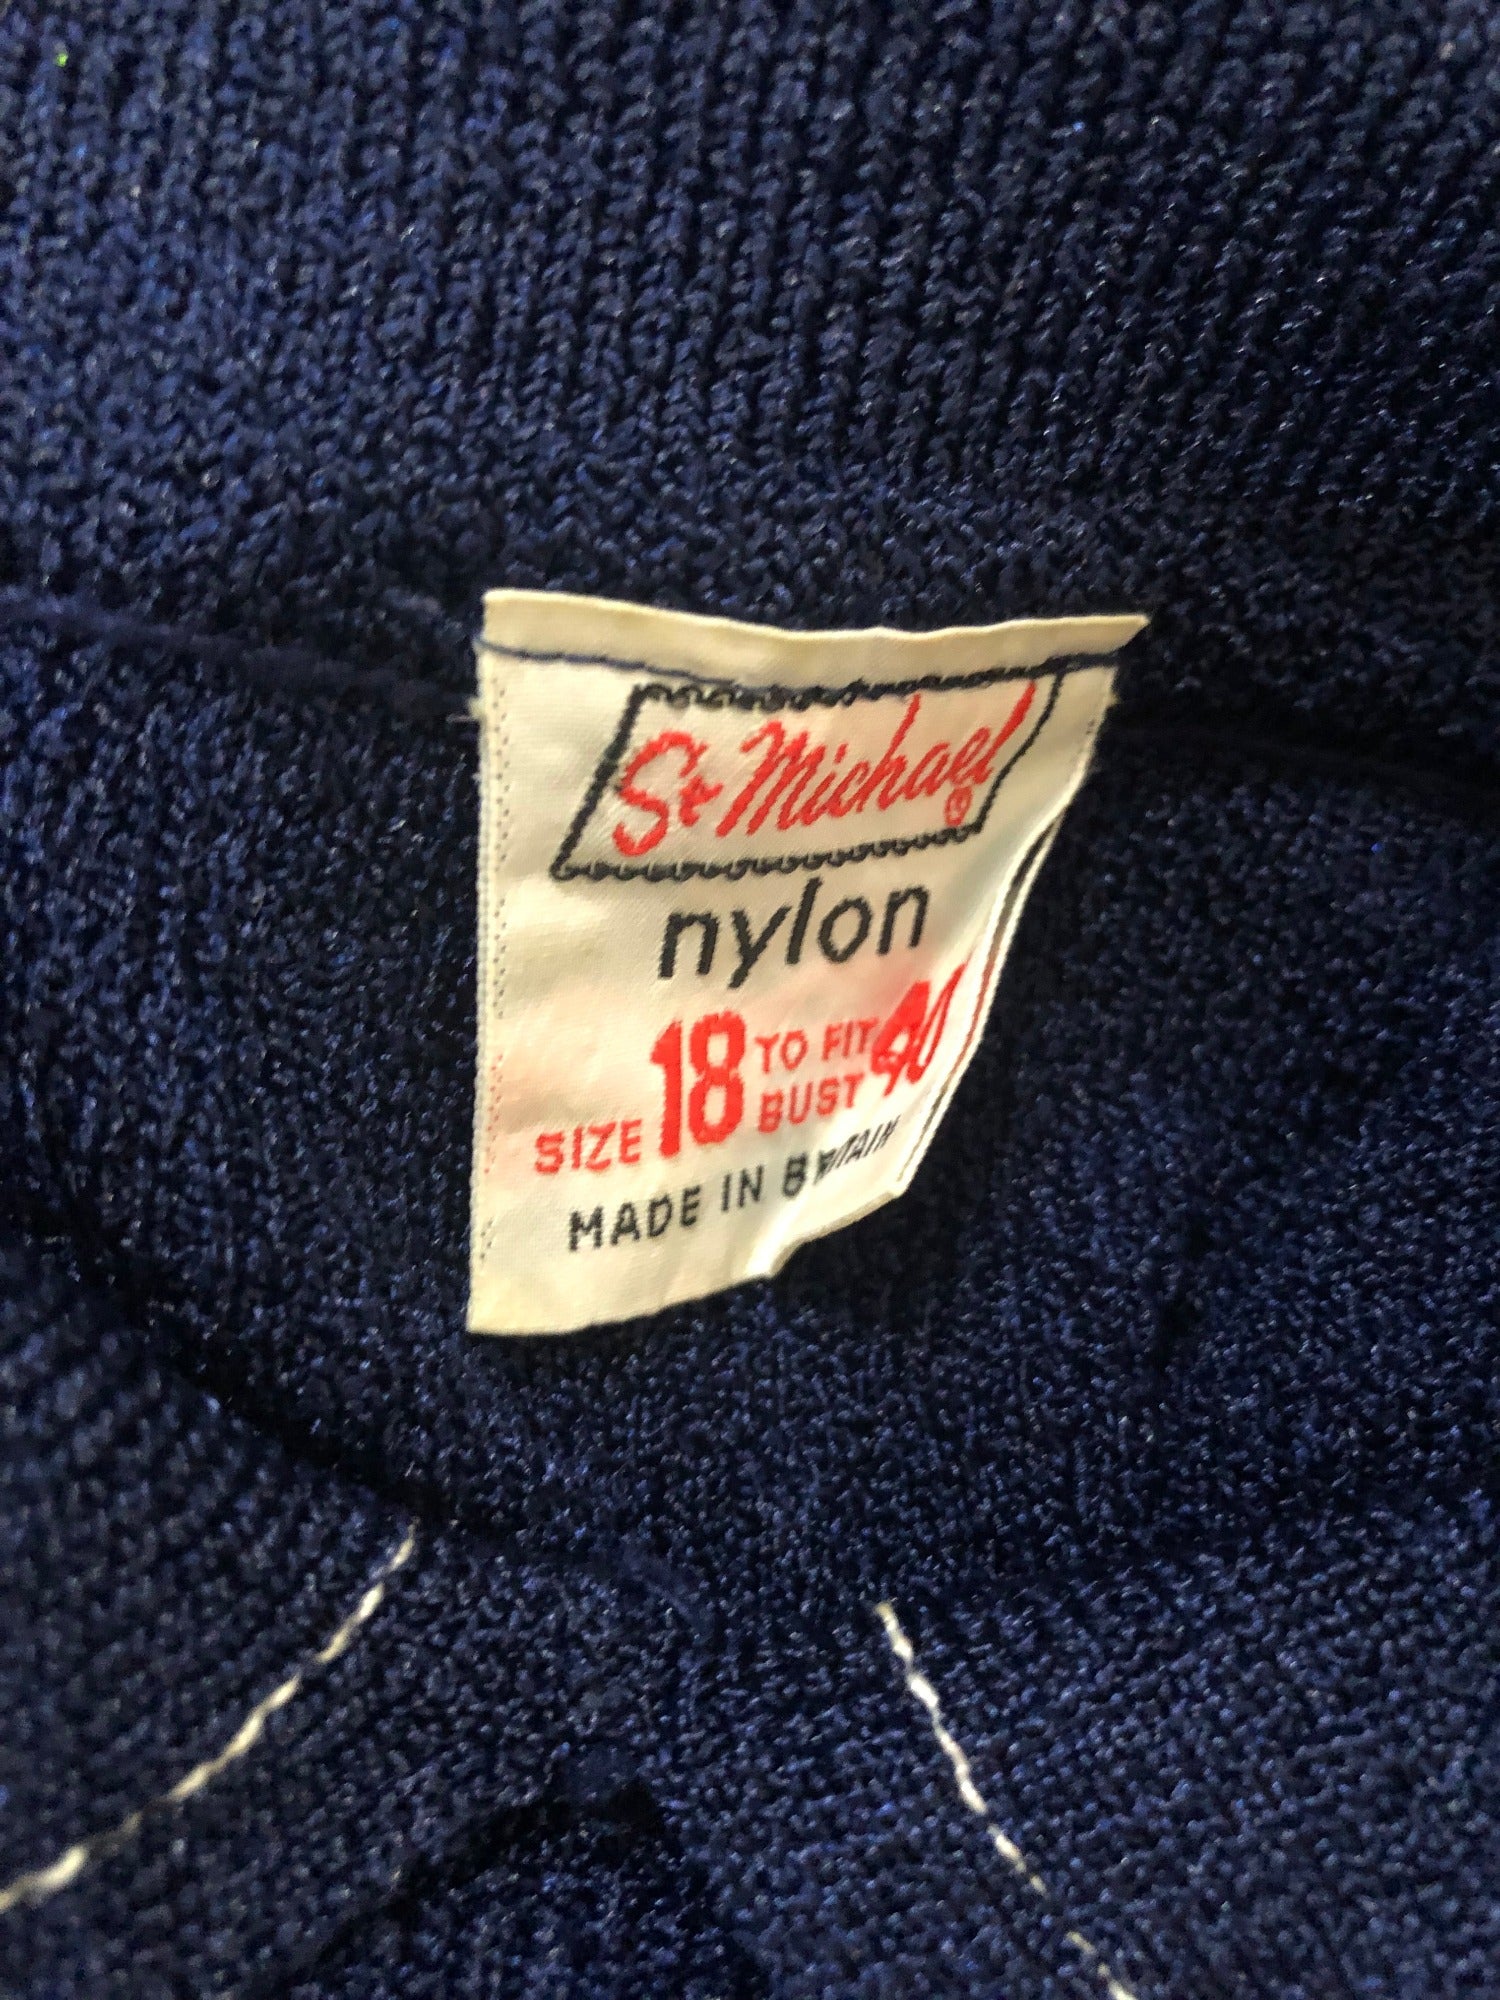 St Michael ®
nylon
SIZE 18 TO FIT BUST 40
MADE IN BRITAIN